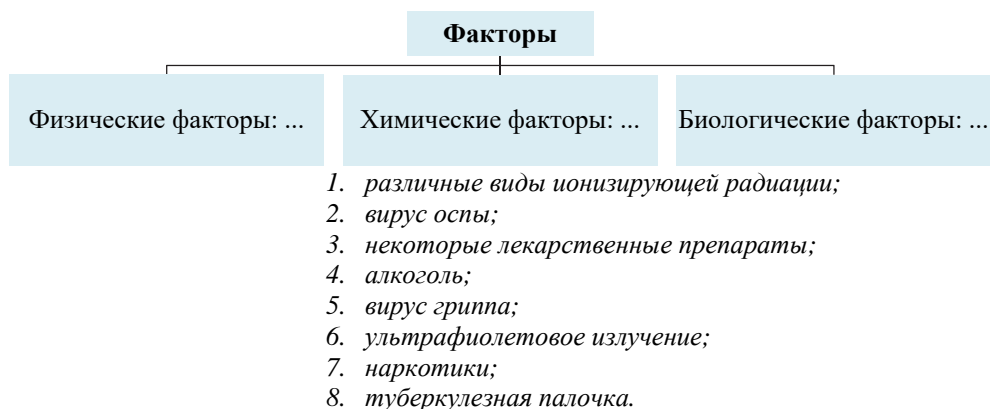 Факторы
Физические факторы: ...
Химические факторы: ...
Биологические факторы: ...
1. различные виды ионизирующей радиации;
2. вирус оспы;
3. некоторые лекарственные препараты;
4. алкоголь;
5. вирус гриппа;
6. ультрафиолетовое излучение;
7. наркотики;
8. туберкулезная палочка.